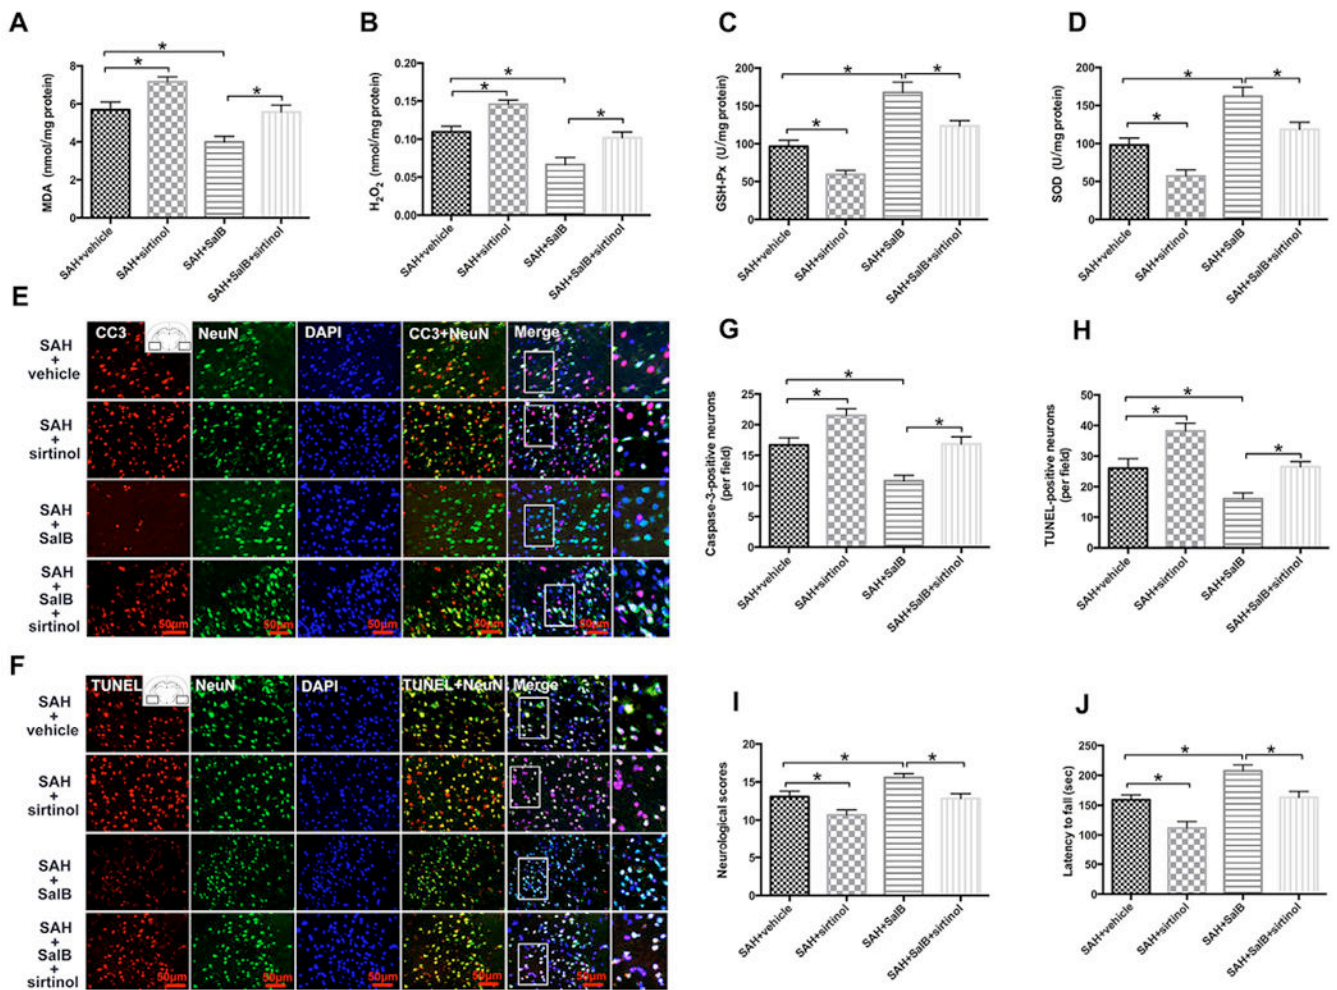 A
MDA (nmol/mg protein)
8
6
4
2
0
*
*
*
SAH+vehicle
SAH+sirtinol
SAH+SalB
SAH+SalB+sirtinol
B
H2O2 (nmol/mg protein)
0.20
0.15
0.10
0.05
0.00
*
*
*
SAH+vehicle
SAH+sirtinol
SAH+SalB
SAH+SalB+sirtinol
C
GSH-Px (U/mg protein)
200
150
100
50
0
*
*
*
SAH+vehicle
SAH+sirtinol
SAH+SalB
SAH+SalB+sirtinol
D
SOD (U/mg protein)
200
150
100
50
0
*
*
*
SAH+vehicle
SAH+sirtinol
SAH+SalB
SAH+SalB+sirtinol
E
CC3 NeuN DAPI CC3+NeuN Merge
SAH
+
vehicle
SAH
+
sirtinol
SAH
+
SalB
SAH
+
SalB
+
sirtinol
50μm 50μm 50μm 50μm 50μm
F
TUNEL NeuN DAPI TUNEL+NeuN Merge
SAH
+
vehicle
SAH
+
sirtinol
SAH
+
SalB
SAH
+
SalB
+
sirtinol
50μm 50μm 50μm 50μm 50μm
G
Caspase-3-positive neurons
(per field)
25
20
15
10
5
0
*
*
*
SAH+vehicle
SAH+sirtinol
SAH+SalB
SAH+SalB+sirtinol
H
TUNEL-positive neurons
(per field)
50
40
30
20
10
0
*
*
*
SAH+vehicle
SAH+sirtinol
SAH+SalB
SAH+SalB+sirtinol
I
Neurological scores
20
15
10
5
0
*
*
*
SAH+vehicle
SAH+sirtinol
SAH+SalB
SAH+SalB+sirtinol
J
Latency to fall (sec)
250
200
150
100
50
0
*
*
*
SAH+vehicle
SAH+sirtinol
SAH+SalB
SAH+SalB+sirtinol